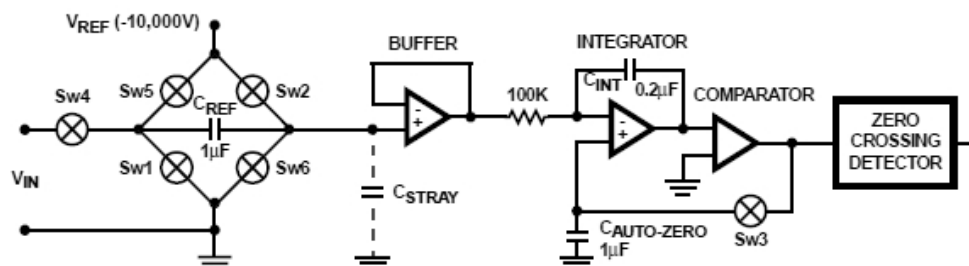 VREF (-10,000V)
BUFFER
INTEGRATOR
Sw5
Sw2
CINT
0.2µF
Sw4
CREF
100K
COMPARATOR
-
+
-
+
ZERO
CROSSING
DETECTOR
1µF
Sw1
Sw6
VIN
CSTRAY
CAUTO-ZERO
1µF
Sw3